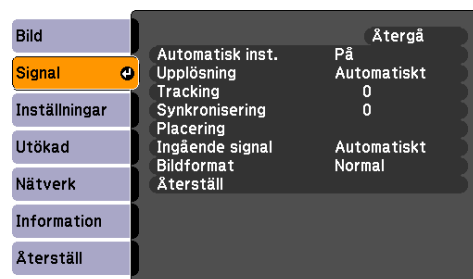 Bild
Signal
Inställningar
Utökad
Nätverk
Information
Återställ
Återgå
Automatisk inst. På
Upplösning Automatiskt
Tracking 0
Synkronisering 0
Placering
Ingående signal Automatiskt
Bildformat Normal
Återställ